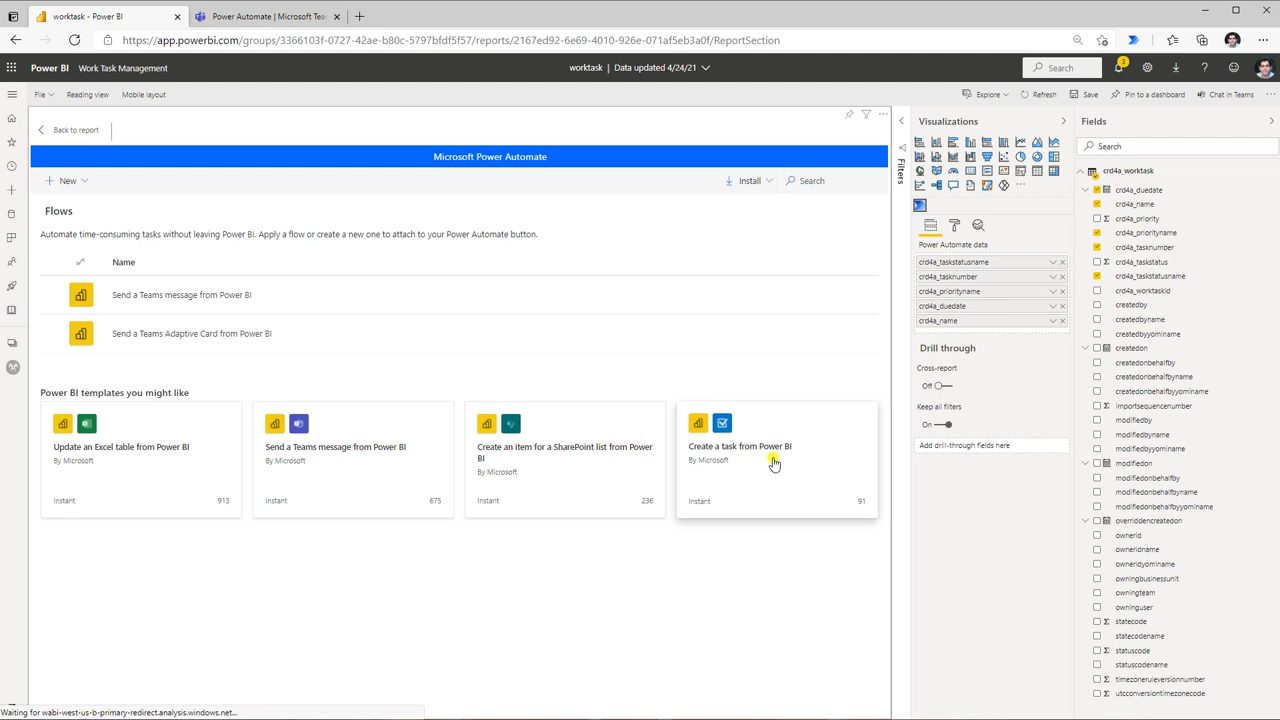 worktask - Power BI
Power Automate | Microsoft Tea
https://app.powerbi.com/groups/3366103f-0727-42ae-b80c-5797bfdf5f57/reports/2167ed92-6e69-4010-926e-071af5eb3a0f/ReportSection
Power BI Work Task Management
worktask | Data updated 4/24/21
Search
3
File
Reading view
Mobile layout
Explore
Refresh
Save
Pin to a dashboard
Chat in Teams
Back to report
Microsoft Power Automate
New
Install
Search
Flows
Automate time-consuming tasks without leaving Power BI. Apply a flow or create a new one to attach to your Power Automate button.
Name
Send a Teams message from Power BI
Send a Teams Adaptive Card from Power BI
Power BI templates you might like
Update an Excel table from Power BI
By Microsoft
Instant 913
Send a Teams message from Power BI
By Microsoft
Instant 675
Create an item for a SharePoint list from Power
BI
By Microsoft
Instant 236
Create a task from Power BI
By Microsoft
Instant 91
Filters
Visualizations
Power Automate data
crd4a_taskstatusname
crd4a_tasknumber
crd4a_priorityname
crd4a_duedate
crd4a_name
Drill through
Cross-report
Off
Keep all filters
On
Add drill-through fields here
Fields
Search
crd4a_worktask
crd4a_duedate
crd4a_name
crd4a_priority
crd4a_priorityname
crd4a_tasknumber
crd4a_taskstatus
crd4a_taskstatusname
crd4a_worktaskid
createdby
createdbyname
createdbyyominame
createdon
createdonbehalfby
createdonbehalfbyname
createdonbehalfbyyominame
importsequencenumber
modifiedby
modifiedbyname
modifiedbyyominame
modifiedon
modifiedonbehalfby
modifiedonbehalfbyname
modifiedonbehalfbyyominame
overriddencreatedon
ownerid
owneridname
owneridyominame
owningbusinessunit
owningteam
owninguser
statecode
statecodename
statuscode
statuscodename
timezoneruleversionnumber
utcconversiontimezonecode
Waiting for wabi-west-us-b-primary-redirect.analysis.windows.net...